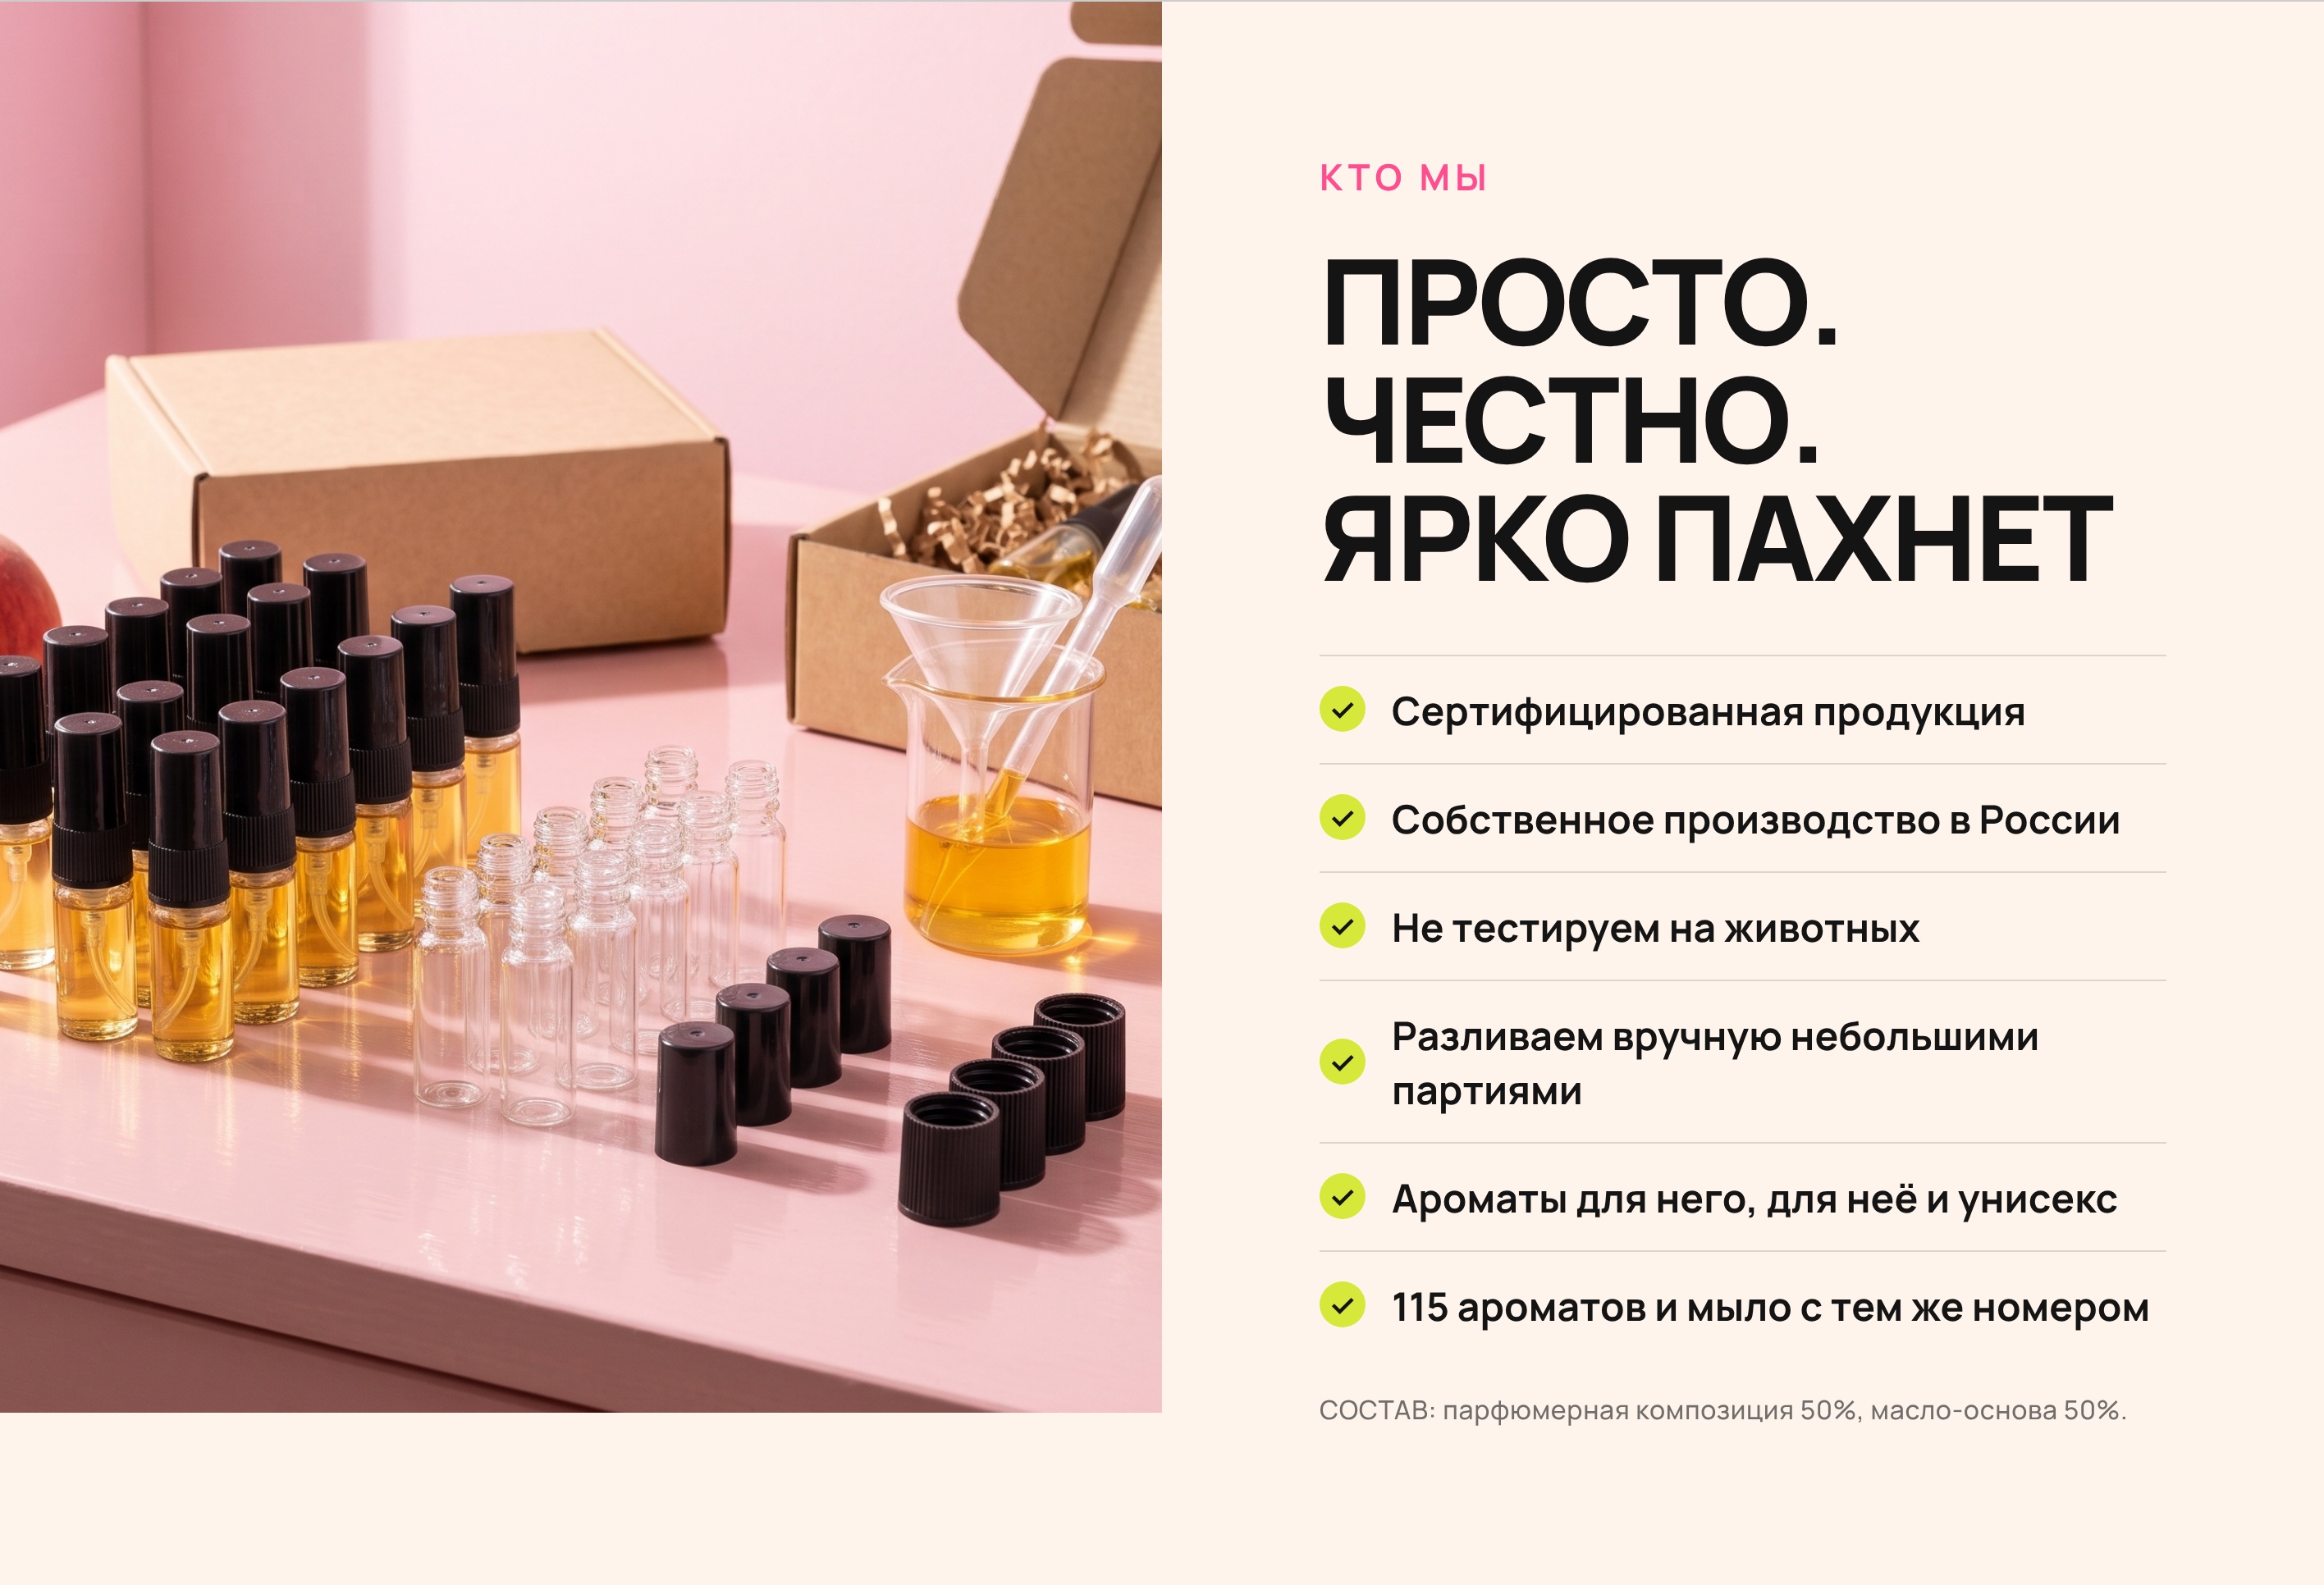 КТО МЫ
ПРОСТО.
ЧЕСТНО.
ЯРКО ПАХНЕТ
Сертифицированная продукция
Собственное производство в России
Не тестируем на животных
Разливаем вручную небольшими
партиями
Ароматы для него, для неё и унисекс
115 ароматов и мыло с тем же номером
СОСТАВ: парфюмерная композиция 50%, масло-основа 50%.